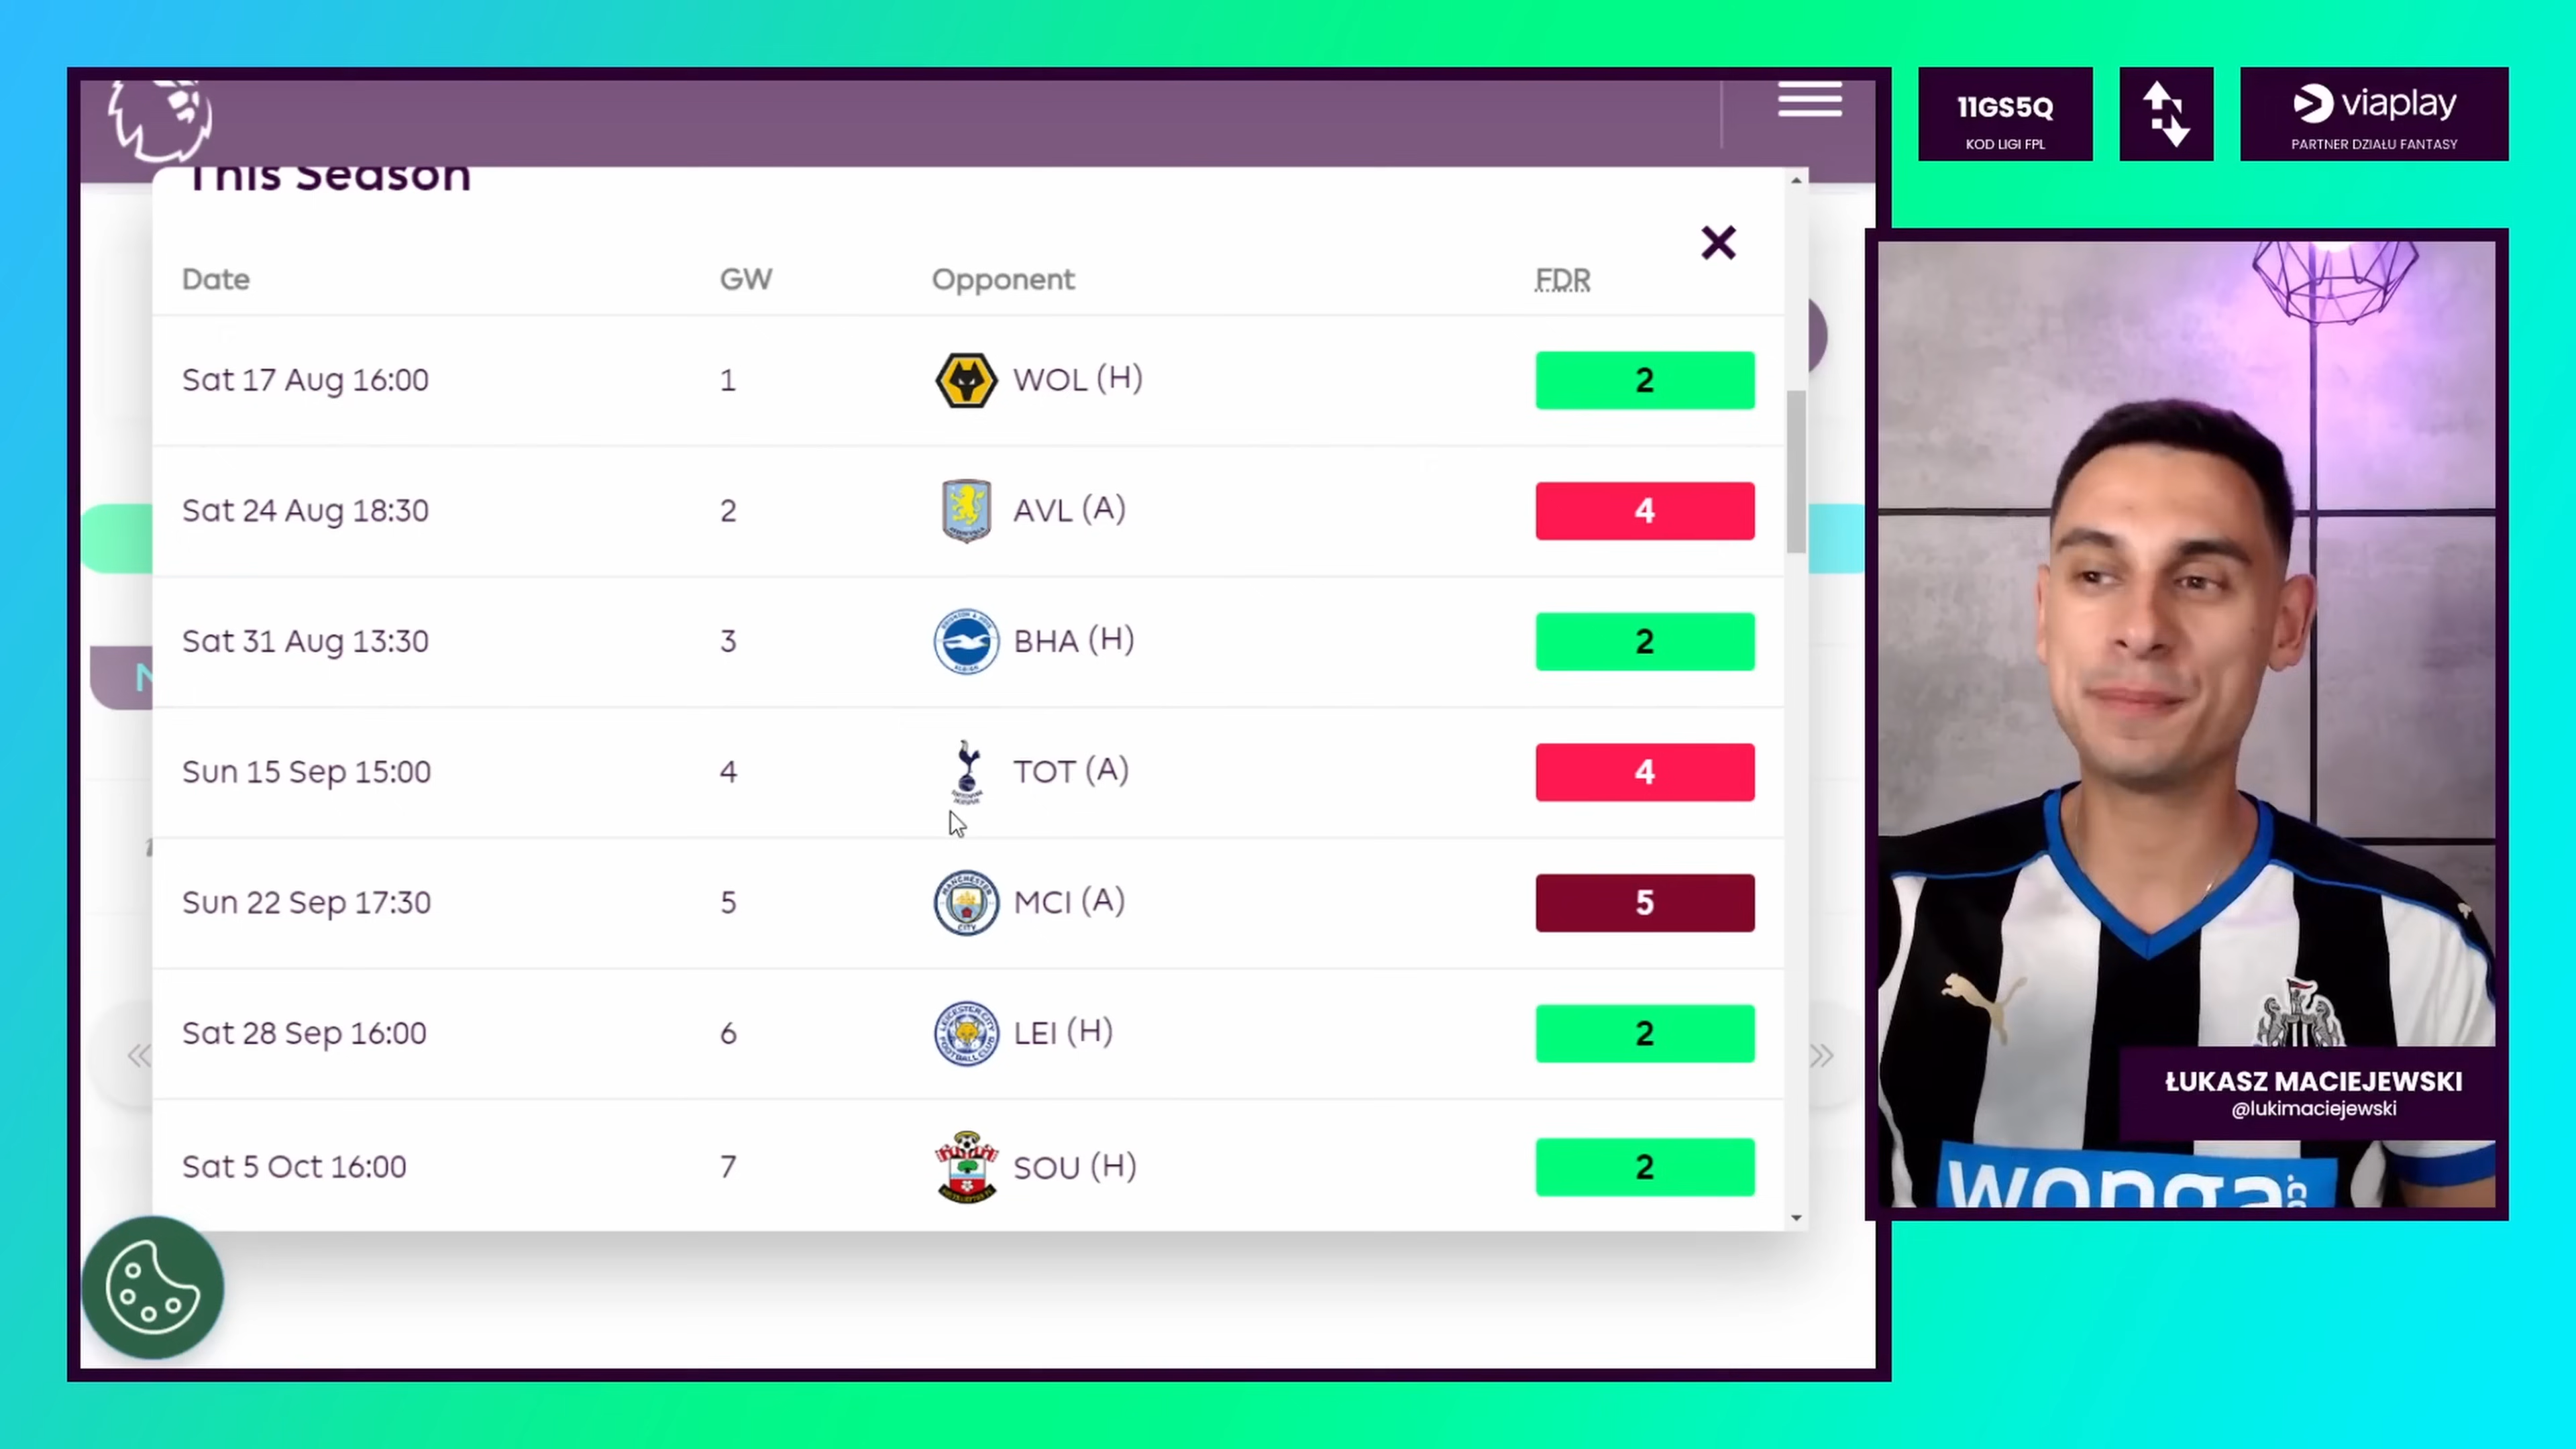 This Season
Date GW Opponent FDR
Sat 17 Aug 16:00 1 WOL (H) 2
Sat 24 Aug 18:30 2 AVL (A) 4
Sat 31 Aug 13:30 3 BHA (H) 2
Sun 15 Sep 15:00 4 TOT (A) 4
Sun 22 Sep 17:30 5 MCI (A) 5
Sat 28 Sep 16:00 6 LEI (H) 2
Sat 5 Oct 16:00 7 SOU (H) 2
11GS5Q
KOD LIGI FPL
viaplay
PARTNER DZIAŁU FANTASY
ŁUKASZ MACIEJEWSKI
@lukimaciejewski
wonga